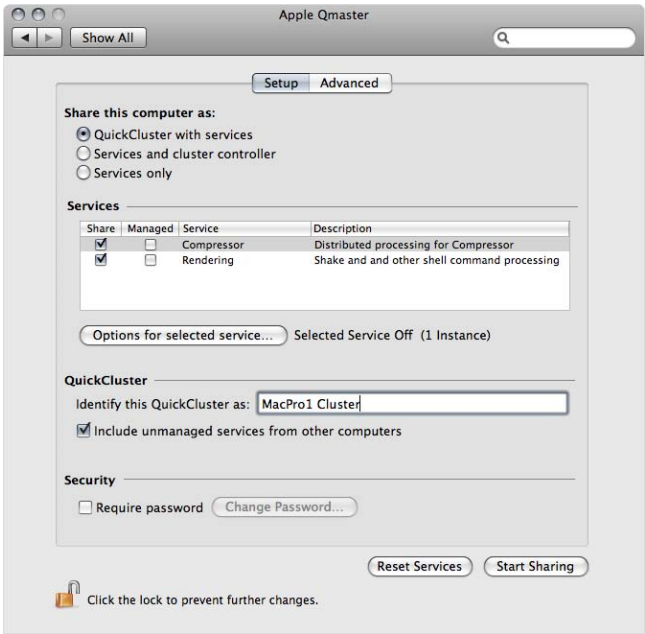 Apple Qmaster
Show All
Setup Advanced
Share this computer as:
QuickCluster with services
Services and cluster controller
Services only
Services
Share Managed Service Description
Compressor Distributed processing for Compressor
Rendering Shake and and other shell command processing
Options for selected service... Selected Service Off (1 Instance)
QuickCluster
Identify this QuickCluster as: MacPro1 Cluster
Include unmanaged services from other computers
Security
Require password Change Password...
Reset Services Start Sharing
Click the lock to prevent further changes.